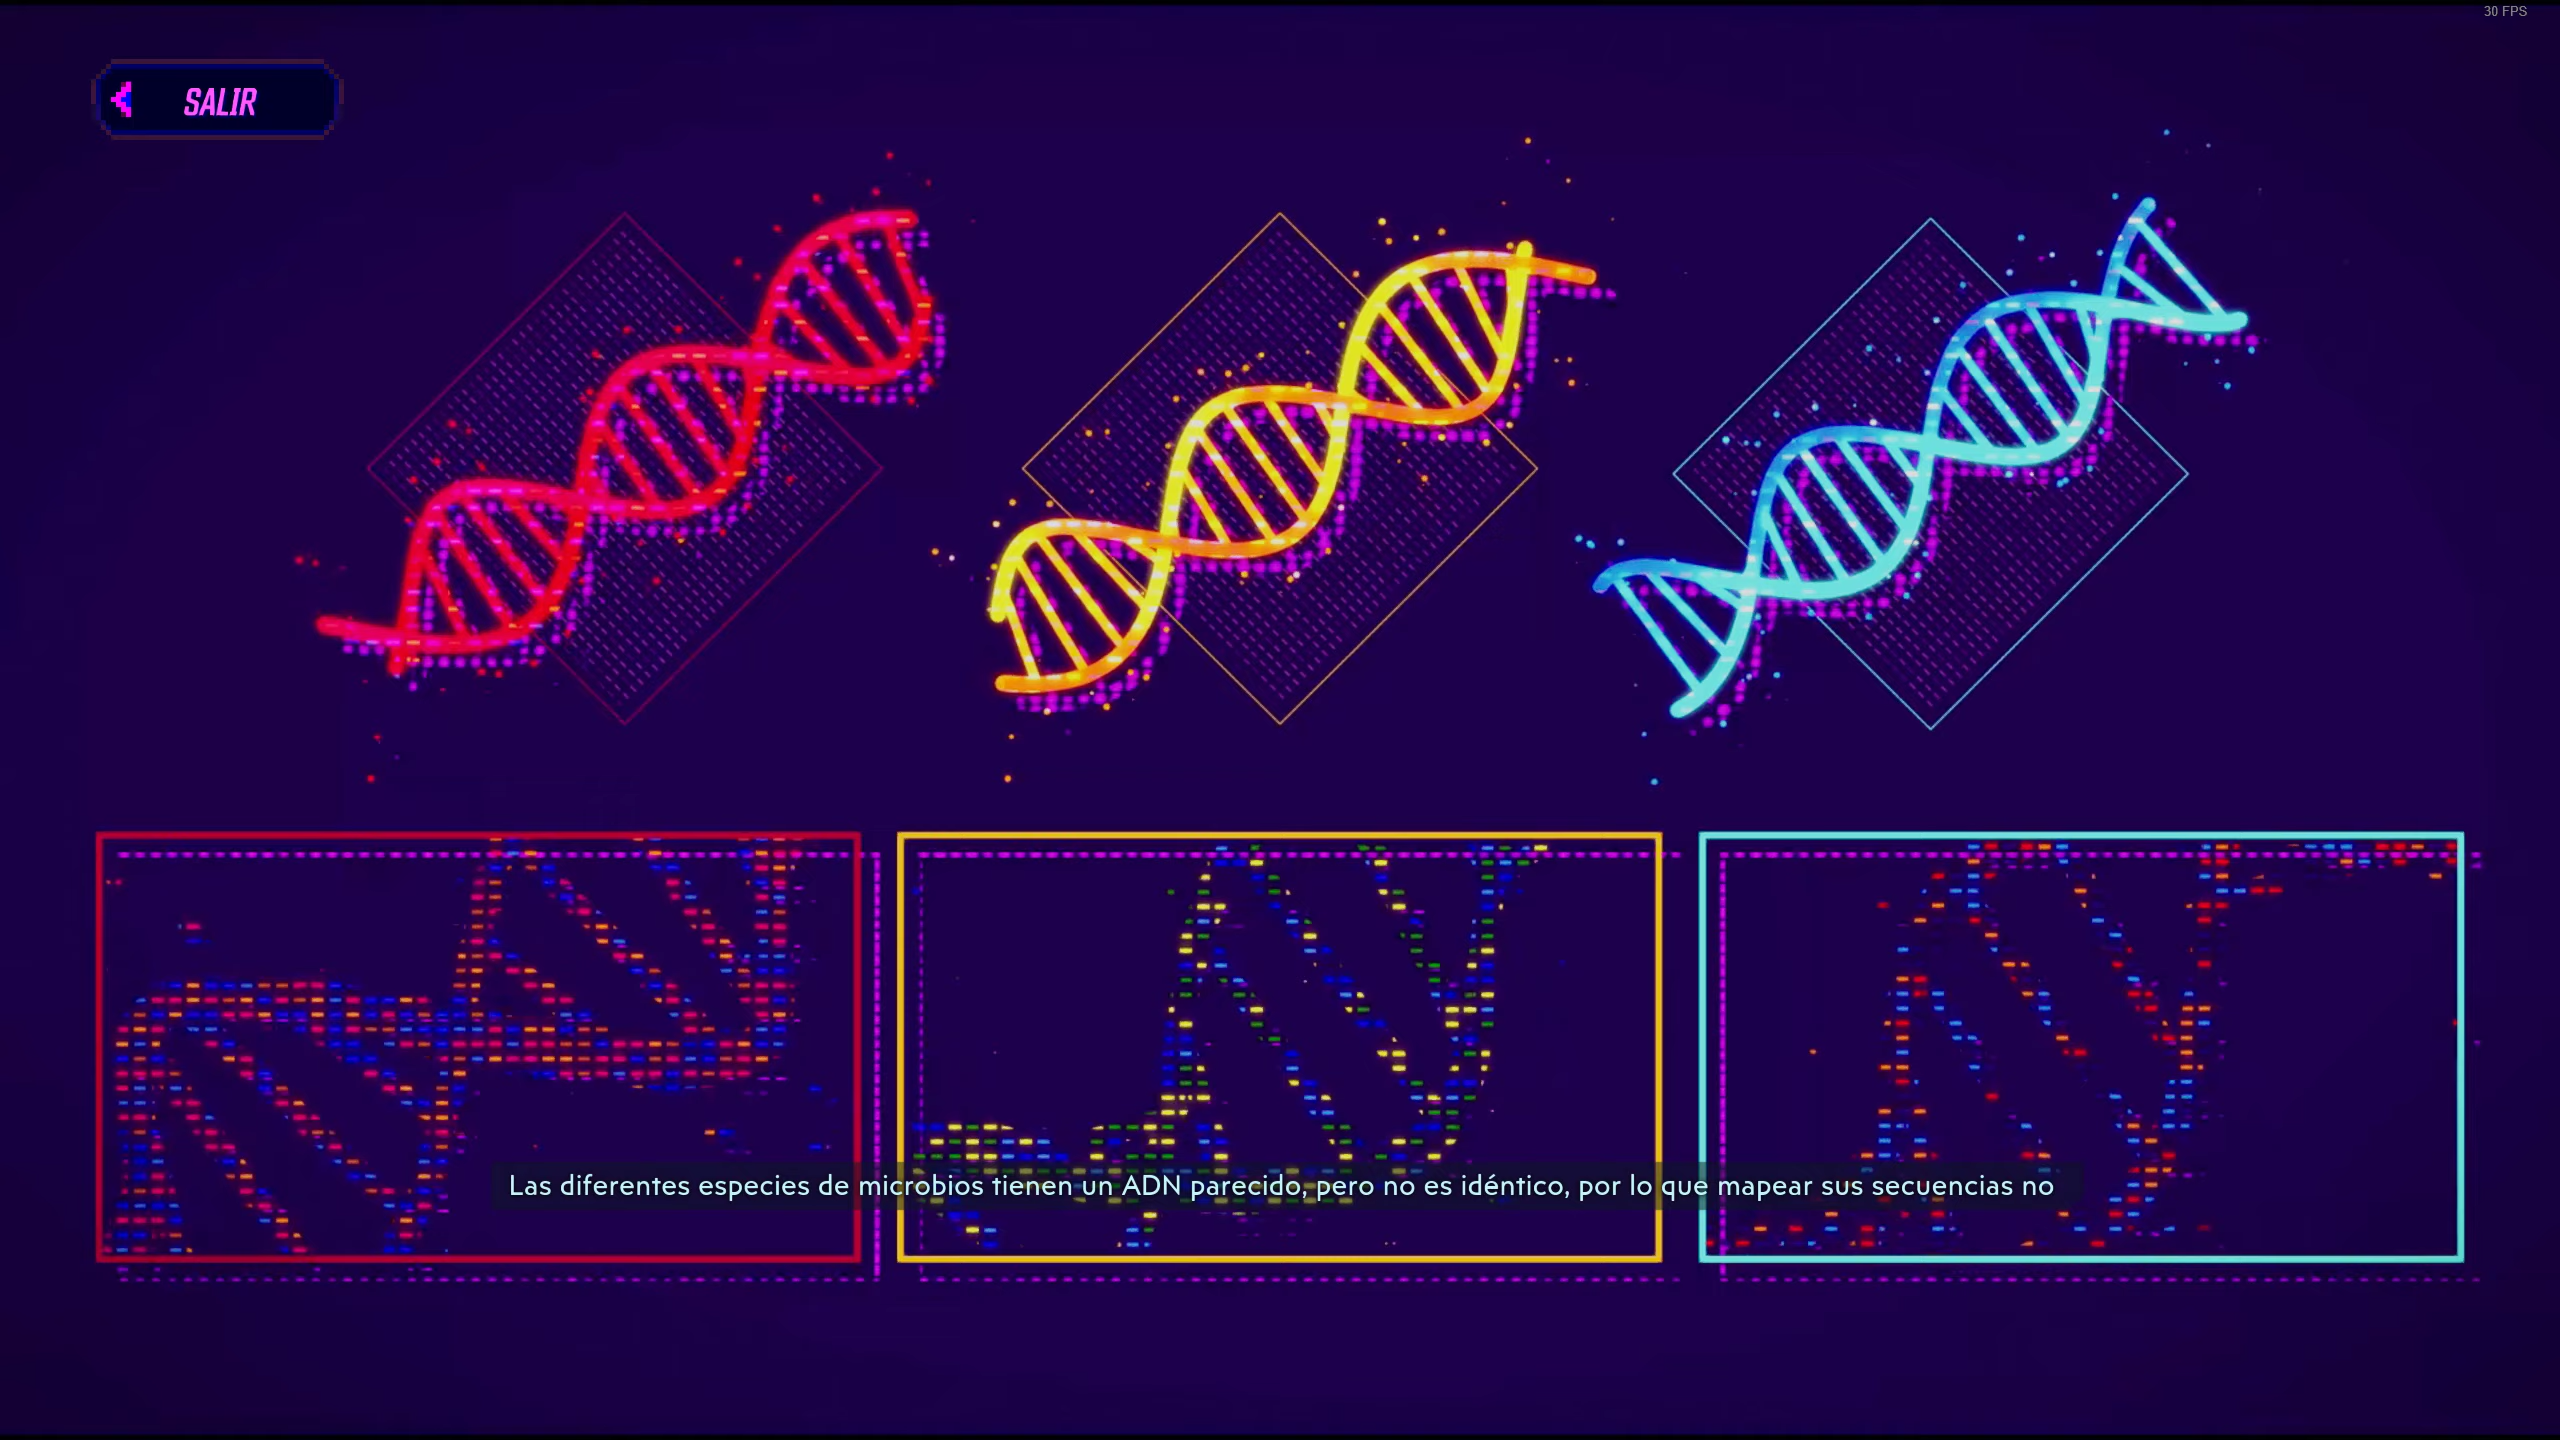 30 FPS
SALIR
Las diferentes especies de microbios tienen un ADN parecido, pero no es idéntico, por lo que mapear sus secuencias no